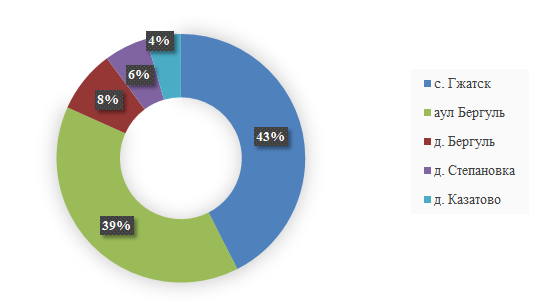 4%
6%
8%
43%
39%
с. Гжатск
аул Бергуль
д. Бергуль
д. Степановка
д. Казатово